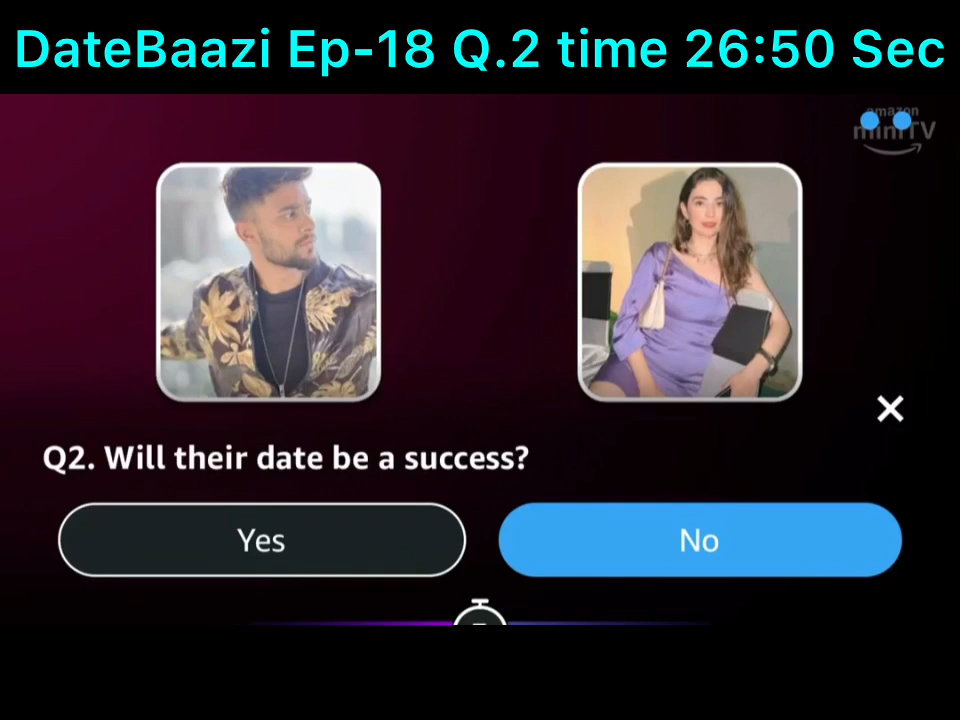 DateBaazi Ep-18 Q.2 time 26:50 Sec
amazon
miniTV
Q2. Will their date be a success?
Yes
No